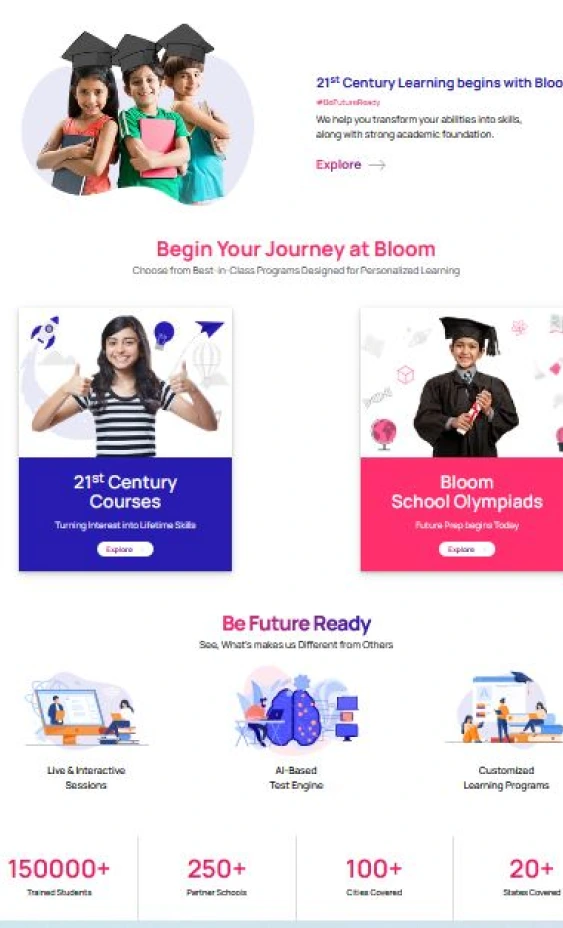 21st Century Learning begins with Bloo
#BeFutureReady
We help you transform your abilities into skills,
along with strong academic foundation.
Explore
Begin Your Journey at Bloom
Choose from Best-in-Class Programs Designed for Personalized Learning
21st Century
Courses
Turning Interest into Lifetime Skills
Explore
Bloom
School Olympiads
Future Prep begins Today
Explore
Be Future Ready
See, What's makes us Different from Others
Live & Interactive
Sessions
AI-Based
Test Engine
Customized
Learning Programs
150000+
Trained Students
250+
Partner Schools
100+
Cities Covered
20+
States Covered